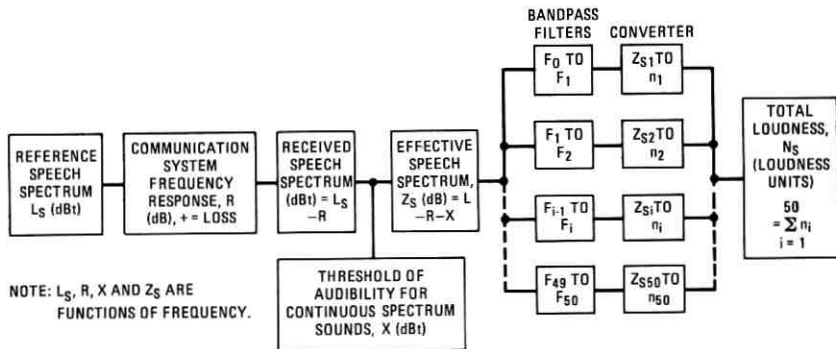 BANDPASS
FILTERS
CONVERTER
F0 TO
F1
ZS1 TO
n1
F1 TO
F2
ZS2 TO
n2
Fi-1 TO
Fi
ZSi TO
ni
F49 TO
F50
ZS50 TO
n50
REFERENCE
SPEECH
SPECTRUM
LS (dBt)
COMMUNICATION
SYSTEM
FREQUENCY
RESPONSE, R
(dB), + = LOSS
RECEIVED
SPEECH
SPECTRUM
(dBt) = LS
-R
EFFECTIVE
SPEECH
SPECTRUM,
ZS (dB) = L
-R-X
TOTAL
LOUDNESS,
NS
(LOUDNESS
UNITS)
50
= Σ ni
i = 1
THRESHOLD OF
AUDIBILITY FOR
CONTINUOUS SPECTRUM
SOUNDS, X (dBt)
NOTE: LS, R, X AND ZS ARE
FUNCTIONS OF FREQUENCY.